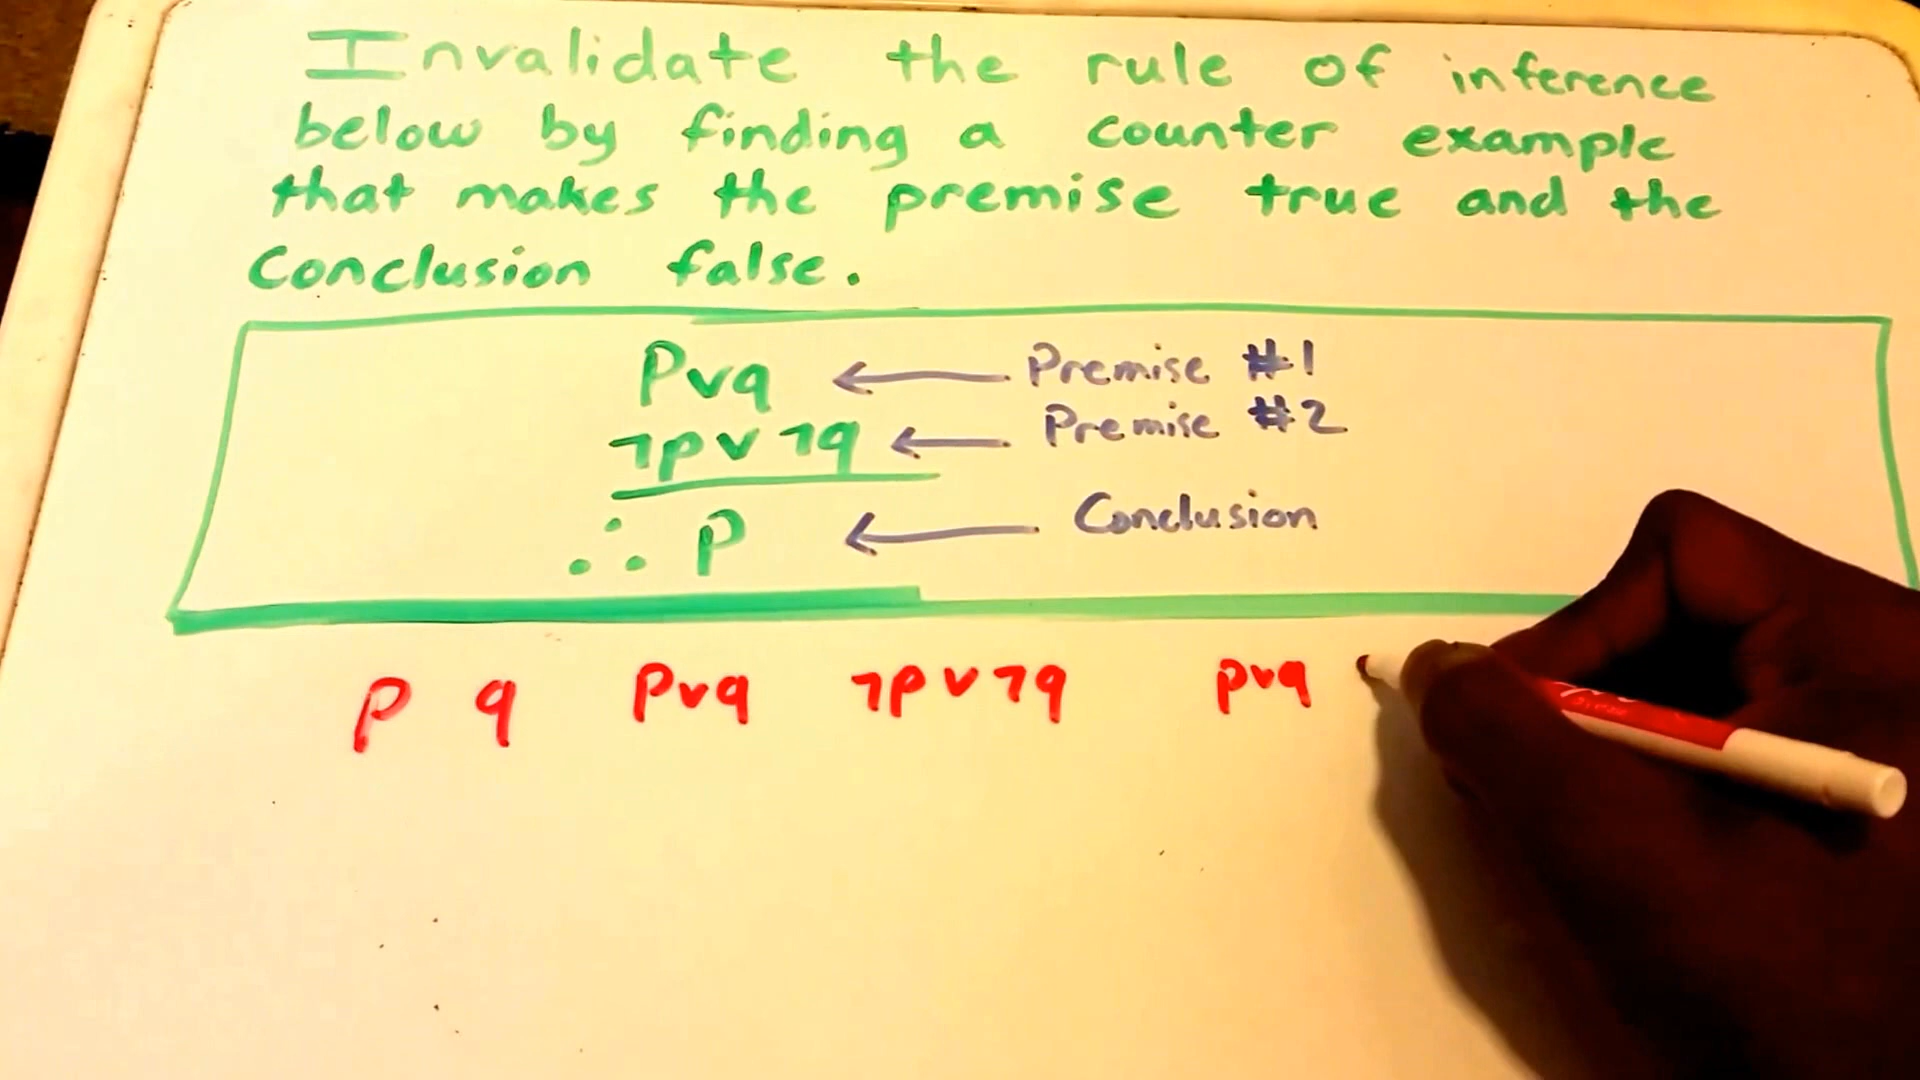 Invalidate the rule of inference
below by finding a counter example
that makes the premise true and the
Conclusion false.
Pvq ← Premise #1
¬p v ¬q ← Premise #2
∴ P ← Conclusion
P q Pvq ¬p v ¬q pvq